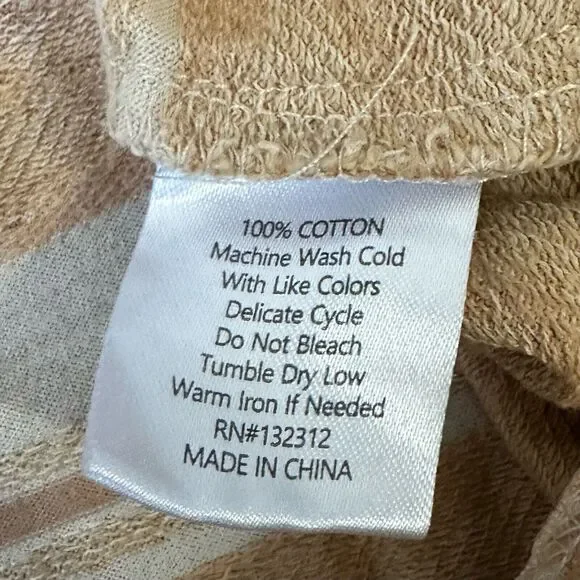 100% COTTON
Machine Wash Cold
With Like Colors
Delicate Cycle
Do Not Bleach
Tumble Dry Low
Warm Iron If Needed
RN#132312
MADE IN CHINA